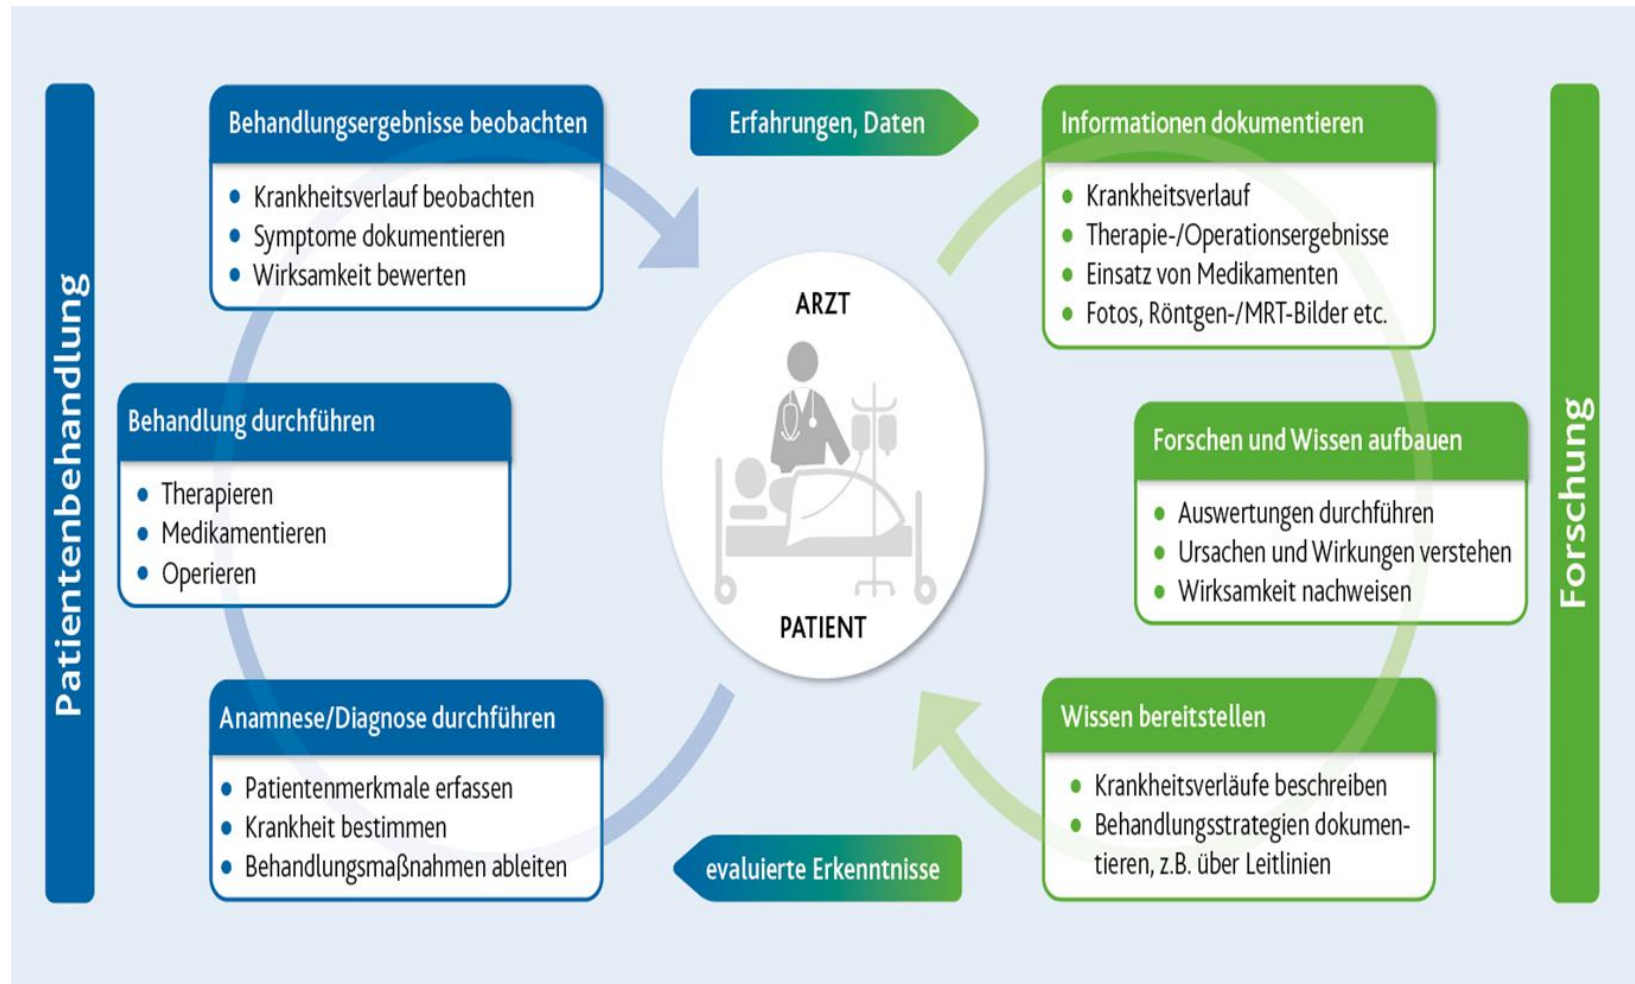 Patientenbehandlung
Behandlungsergebnisse beobachten
• Krankheitsverlauf beobachten
• Symptome dokumentieren
• Wirksamkeit bewerten
Behandlung durchführen
• Therapieren
• Medikamentieren
• Operieren
Anamnese/Diagnose durchführen
• Patientenmerkmale erfassen
• Krankheit bestimmen
• Behandlungsmaßnahmen ableiten
Erfahrungen, Daten
ARZT
PATIENT
evaluierte Erkenntnisse
Informationen dokumentieren
• Krankheitsverlauf
• Therapie-/Operationsergebnisse
• Einsatz von Medikamenten
• Fotos, Röntgen-/MRT-Bilder etc.
Forschen und Wissen aufbauen
• Auswertungen durchführen
• Ursachen und Wirkungen verstehen
• Wirksamkeit nachweisen
Wissen bereitstellen
• Krankheitsverläufe beschreiben
• Behandlungsstrategien dokumen-
tieren, z.B. über Leitlinien
Forschung